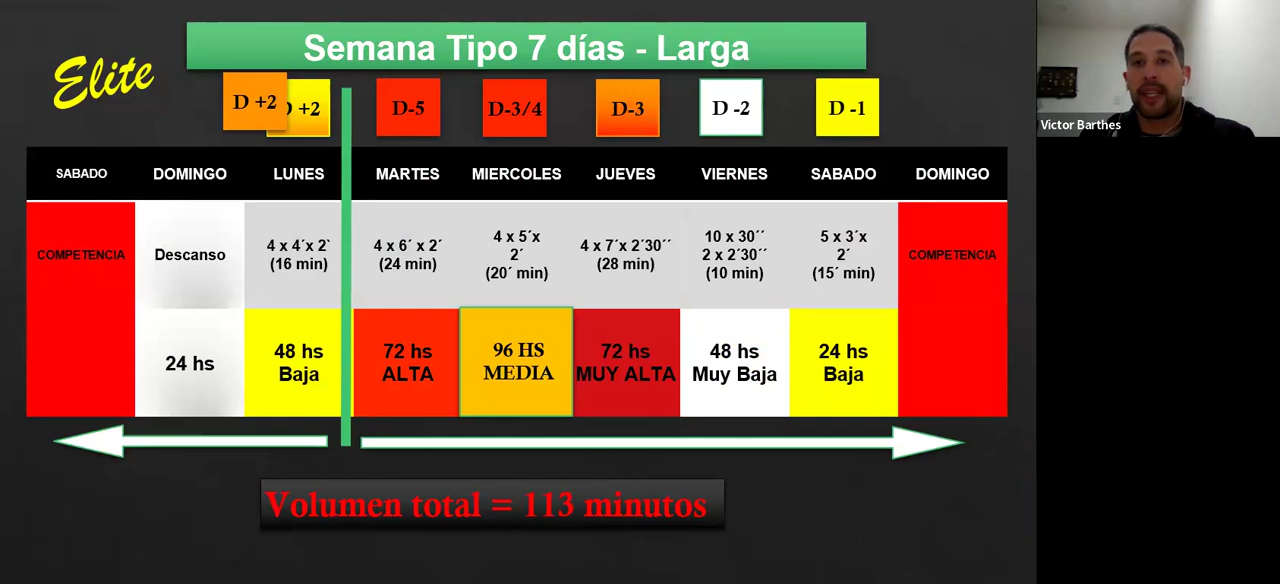 Semana Tipo 7 días - Larga
Elite
D +2
D +2
D-5
D-3/4
D-3
D -2
D -1
SABADO
DOMINGO
LUNES
MARTES
MIERCOLES
JUEVES
VIERNES
SABADO
DOMINGO
COMPETENCIA
Descanso
4 x 4´x 2`
(16 min)
4 x 6´ x 2´
(24 min)
4 x 5´x
2´
(20´ min)
4 x 7´x 2´30´´
(28 min)
10 x 30´´
2 x 2´30´´
(10 min)
5 x 3´x
2´
(15´ min)
COMPETENCIA
24 hs
48 hs
Baja
72 hs
ALTA
96 HS
MEDIA
72 hs
MUY ALTA
48 hs
Muy Baja
24 hs
Baja
Volumen total = 113 minutos
Victor Barthes